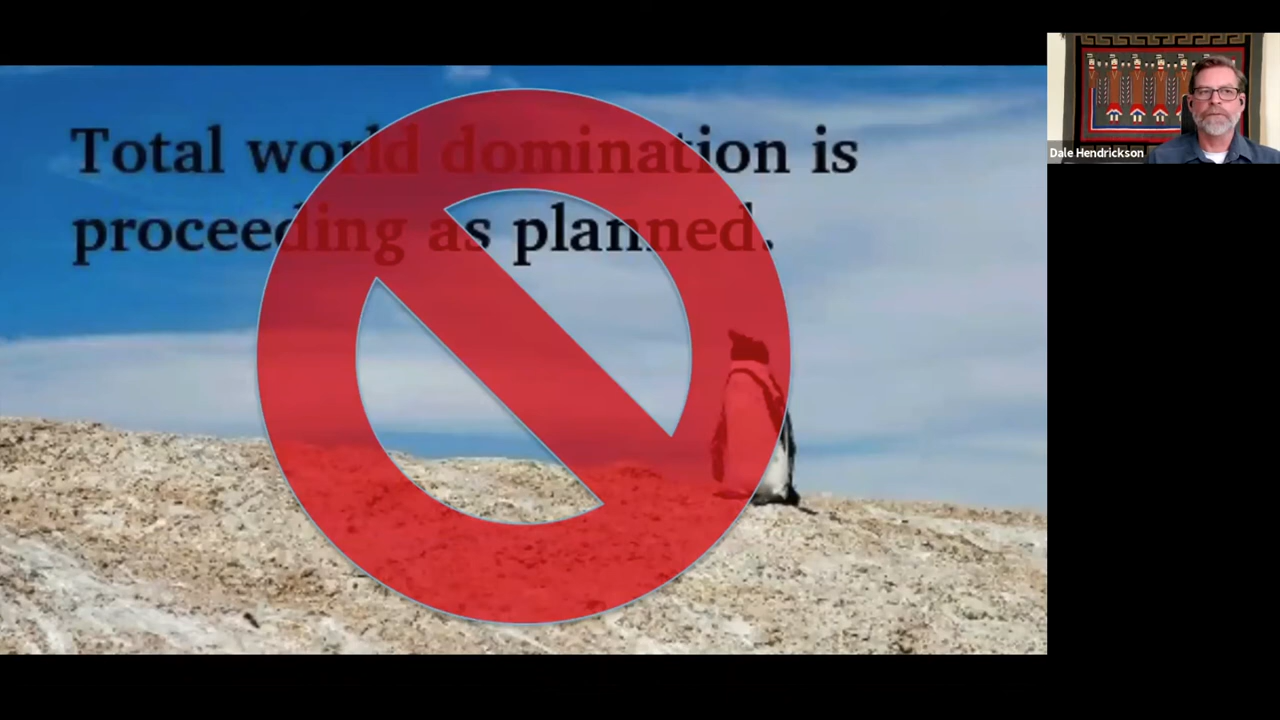 Total world domination is
proceeding as planned.
Dale Hendrickson